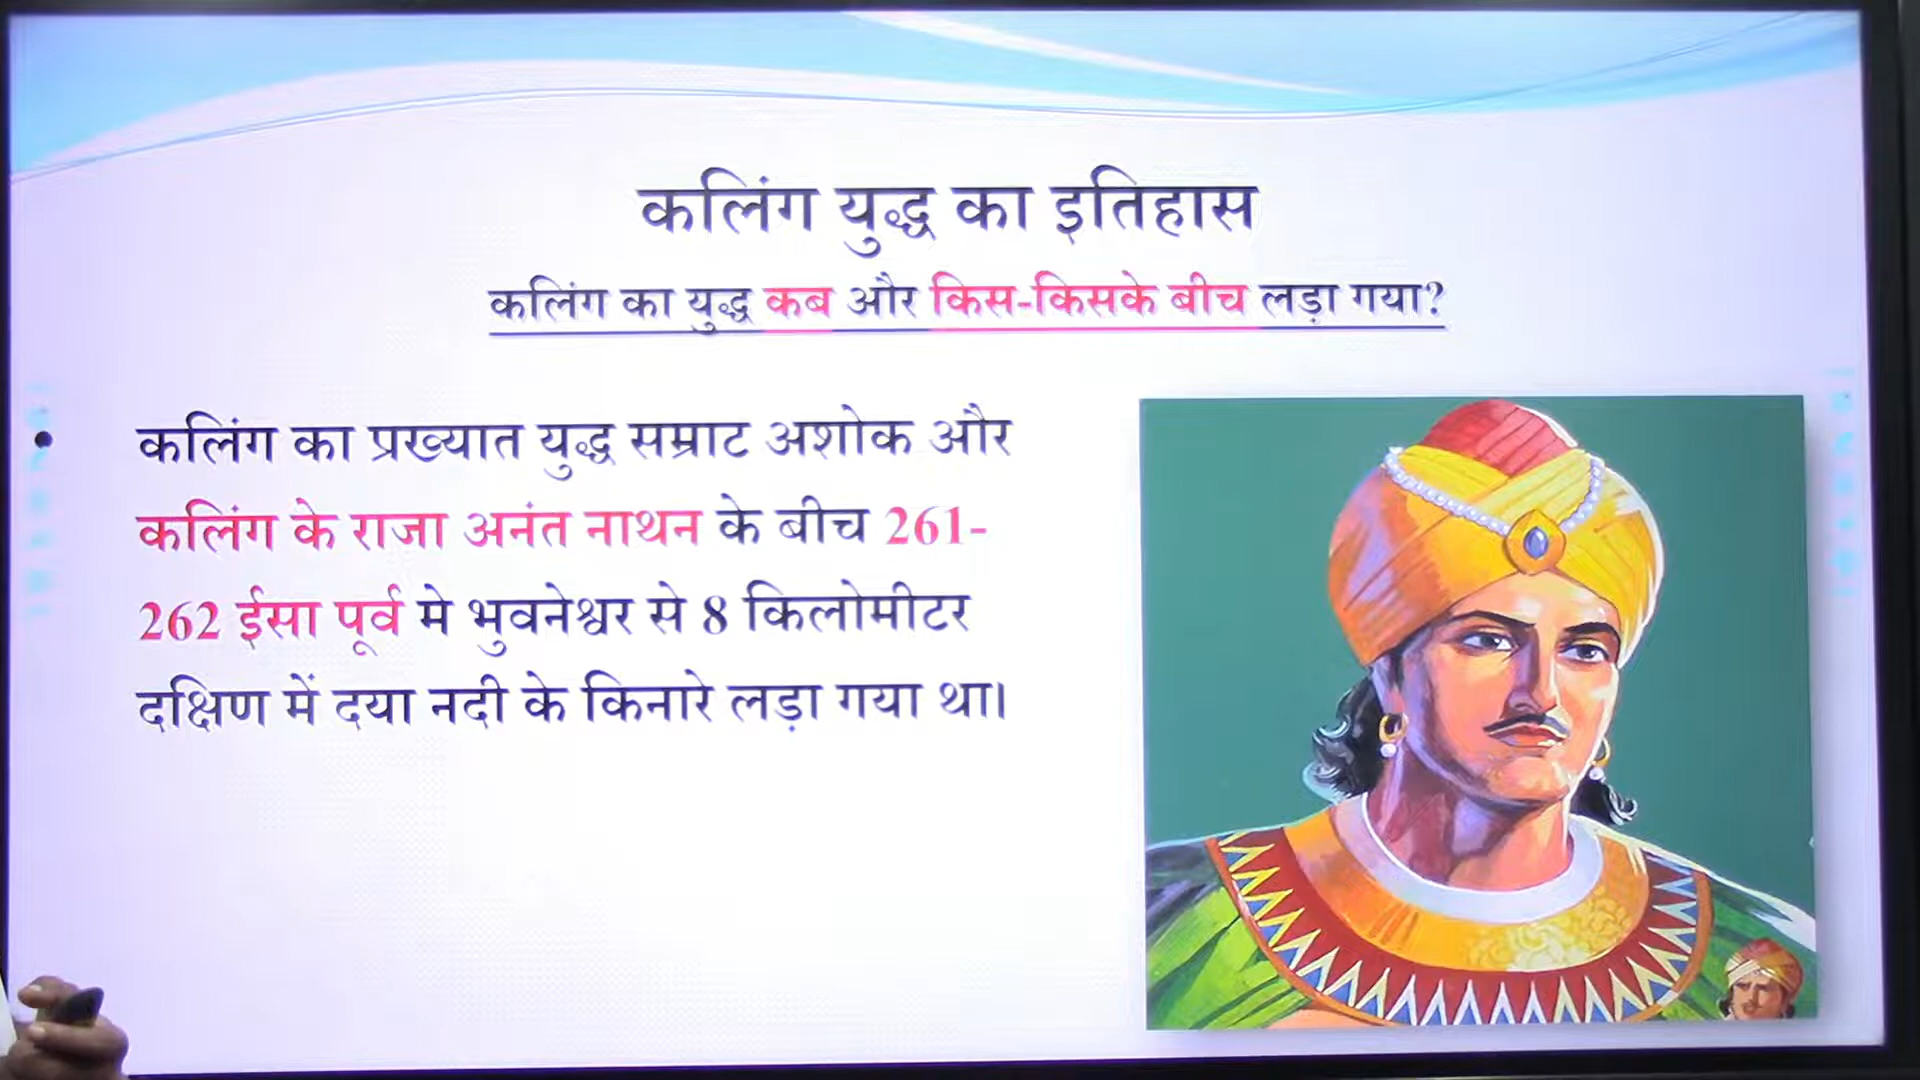 कलिंग युद्ध का इतिहास
कलिंग का युद्ध कब और किस-किसके बीच लड़ा गया?
• कलिंग का प्रख्यात युद्ध सम्राट अशोक और
कलिंग के राजा अनंत नाथन के बीच 261-
262 ईसा पूर्व मे भुवनेश्वर से 8 किलोमीटर
दक्षिण में दया नदी के किनारे लड़ा गया था।